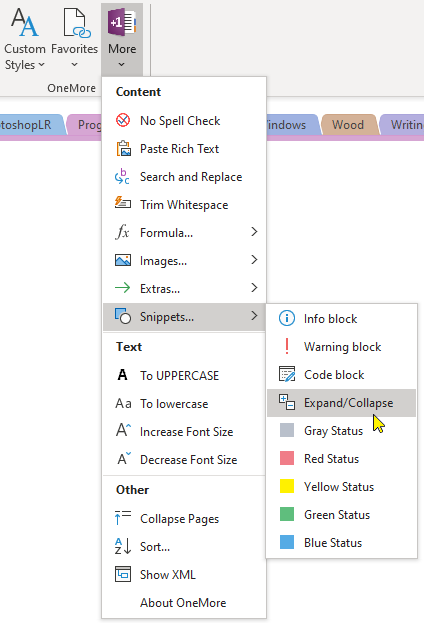 +1
Custom Styles
Favorites
More
OneMore
otoshopLR
Prog
indows
Wood
Writin
Content
No Spell Check
Paste Rich Text
Search and Replace
Trim Whitespace
fx Formula...
Images...
Extras...
Snippets...
Info block
Warning block
Code block
Expand/Collapse
Gray Status
Red Status
Yellow Status
Green Status
Blue Status
Text
A To UPPERCASE
Aa To lowercase
A Increase Font Size
A Decrease Font Size
Other
Collapse Pages
AZ Sort...
Show XML
About OneMore